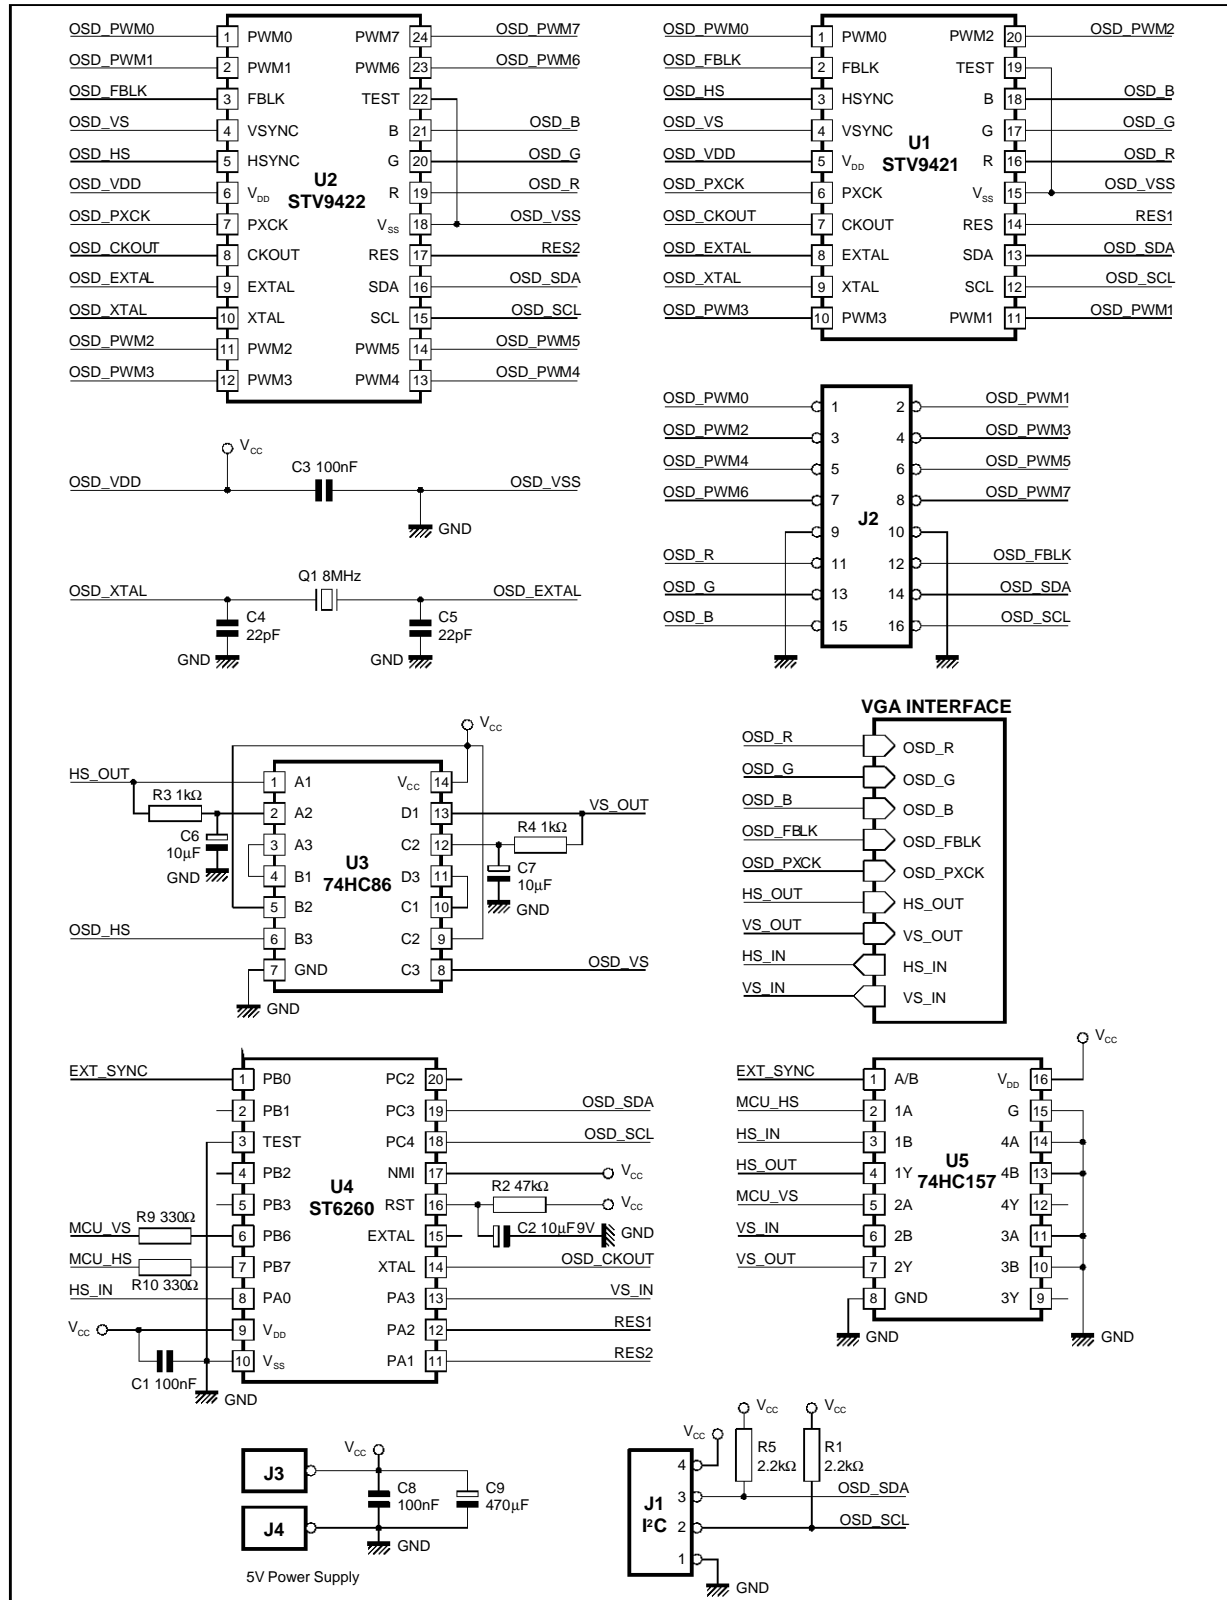 OSD_PWM0 1 PWM0 PWM7 24 OSD_PWM7
OSD_PWM1 2 PWM1 PWM6 23 OSD_PWM6
OSD_FBLK 3 FBLK TEST 22
OSD_VS 4 VSYNC B 21 OSD_B
OSD_HS 5 HSYNC G 20 OSD_G
U2
STV9422
OSD_VDD 6 VDD R 19 OSD_R
OSD_PXCK 7 PXCK VSS 18 OSD_VSS
OSD_CKOUT 8 CKOUT RES 17 RES2
OSD_EXTAL 9 EXTAL SDA 16 OSD_SDA
OSD_XTAL 10 XTAL SCL 15 OSD_SCL
OSD_PWM2 11 PWM2 PWM5 14 OSD_PWM5
OSD_PWM3 12 PWM3 PWM4 13 OSD_PWM4
OSD_PWM0 1 PWM0 PWM2 20 OSD_PWM2
OSD_FBLK 2 FBLK TEST 19
OSD_HS 3 HSYNC B 18 OSD_B
OSD_VS 4 VSYNC G 17 OSD_G
U1
STV9421
OSD_VDD 5 VDD R 16 OSD_R
OSD_PXCK 6 PXCK VSS 15 OSD_VSS
OSD_CKOUT 7 CKOUT RES 14 RES1
OSD_EXTAL 8 EXTAL SDA 13 OSD_SDA
OSD_XTAL 9 XTAL SCL 12 OSD_SCL
OSD_PWM3 10 PWM3 PWM1 11 OSD_PWM1
VCC
C3 100nF
OSD_VDD OSD_VSS
GND
Q1 8MHz
OSD_XTAL OSD_EXTAL
C4
22pF
C5
22pF
GND GND
OSD_PWM0 1 2 OSD_PWM1
OSD_PWM2 3 4 OSD_PWM3
OSD_PWM4 5 6 OSD_PWM5
OSD_PWM6 7 8 OSD_PWM7
J2
9 10
OSD_R 11 12 OSD_FBLK
OSD_G 13 14 OSD_SDA
OSD_B 15 16 OSD_SCL
VCC
HS_OUT 1 A1 VCC 14
R3 1kΩ 2 A2 D1 13 VS_OUT
C6
10µF
GND
3 A3 C2 12 R4 1kΩ
U3
74HC86
4 B1 D3 11
C7
10µF
GND
5 B2 C1 10
OSD_HS 6 B3 C2 9
7 GND C3 8 OSD_VS
GND
VGA INTERFACE
OSD_R OSD_R
OSD_G OSD_G
OSD_B OSD_B
OSD_FBLK OSD_FBLK
OSD_PXCK OSD_PXCK
HS_OUT HS_OUT
VS_OUT VS_OUT
HS_IN HS_IN
VS_IN VS_IN
EXT_SYNC 1 PB0 PC2 20
2 PB1 PC3 19 OSD_SDA
3 TEST PC4 18 OSD_SCL
4 PB2 NMI 17 VCC
U4
ST6260
5 PB3 RST 16 R2 47kΩ VCC
C2 10µF9V GND
MCU_VS R9 330Ω 6 PB6 EXTAL 15
MCU_HS R10 330Ω 7 PB7 XTAL 14 OSD_CKOUT
HS_IN 8 PA0 PA3 13 VS_IN
VCC 9 VDD PA2 12 RES1
10 VSS PA1 11 RES2
C1 100nF
GND
VCC
EXT_SYNC 1 A/B VDD 16
MCU_HS 2 1A G 15
HS_IN 3 1B 4A 14
U5
74HC157
HS_OUT 4 1Y 4B 13
MCU_VS 5 2A 4Y 12
VS_IN 6 2B 3A 11
VS_OUT 7 2Y 3B 10
8 GND 3Y 9
GND GND
J3
VCC
C8
100nF
C9
470µF
J4
GND
5V Power Supply
VCC VCC VCC
R5
2.2kΩ
R1
2.2kΩ
J1
I²C
4
3 OSD_SDA
2 OSD_SCL
1
GND